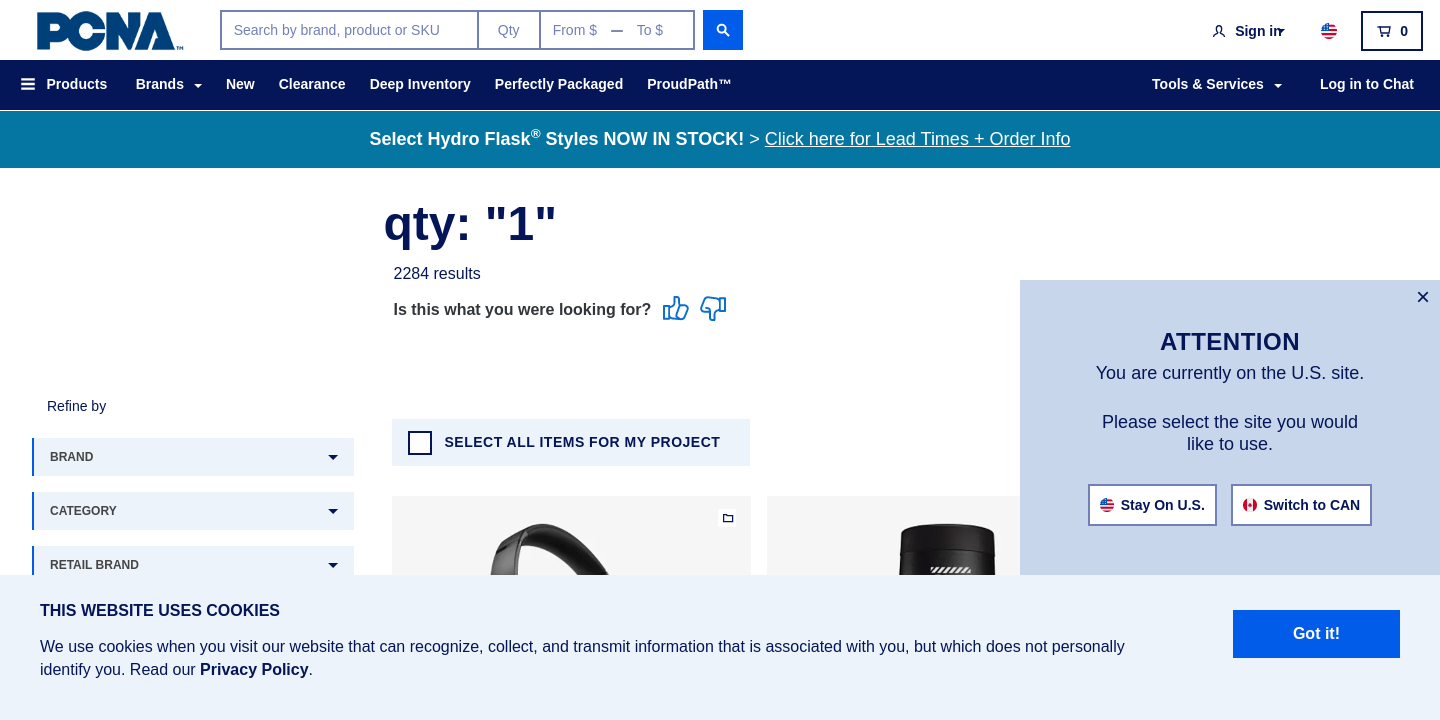 PCNA™
Search by brand, product or SKU Qty From $ — To $
Sign in
0
Products Brands New Clearance Deep Inventory Perfectly Packaged ProudPath™ Tools & Services Log in to Chat
Select Hydro Flask® Styles NOW IN STOCK! > Click here for Lead Times + Order Info
qty: "1"
2284 results
Is this what you were looking for?
Refine by
BRAND
CATEGORY
RETAIL BRAND
SELECT ALL ITEMS FOR MY PROJECT
×
ATTENTION
You are currently on the U.S. site.
Please select the site you would
like to use.
Stay On U.S. Switch to CAN
THIS WEBSITE USES COOKIES
We use cookies when you visit our website that can recognize, collect, and transmit information that is associated with you, but which does not personally
identify you. Read our Privacy Policy.
Got it!